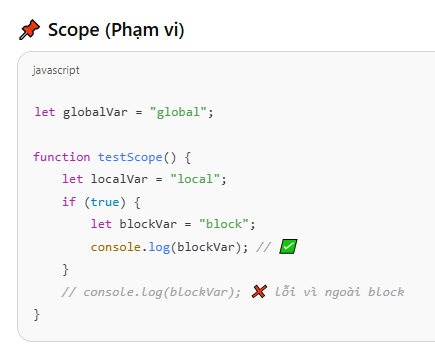 📌 Scope (Phạm vi)
javascript
let globalVar = "global";
function testScope() {
    let localVar = "local";
    if (true) {
        let blockVar = "block";
        console.log(blockVar); // ✅
    }
    // console.log(blockVar); ❌ lỗi vì ngoài block
}